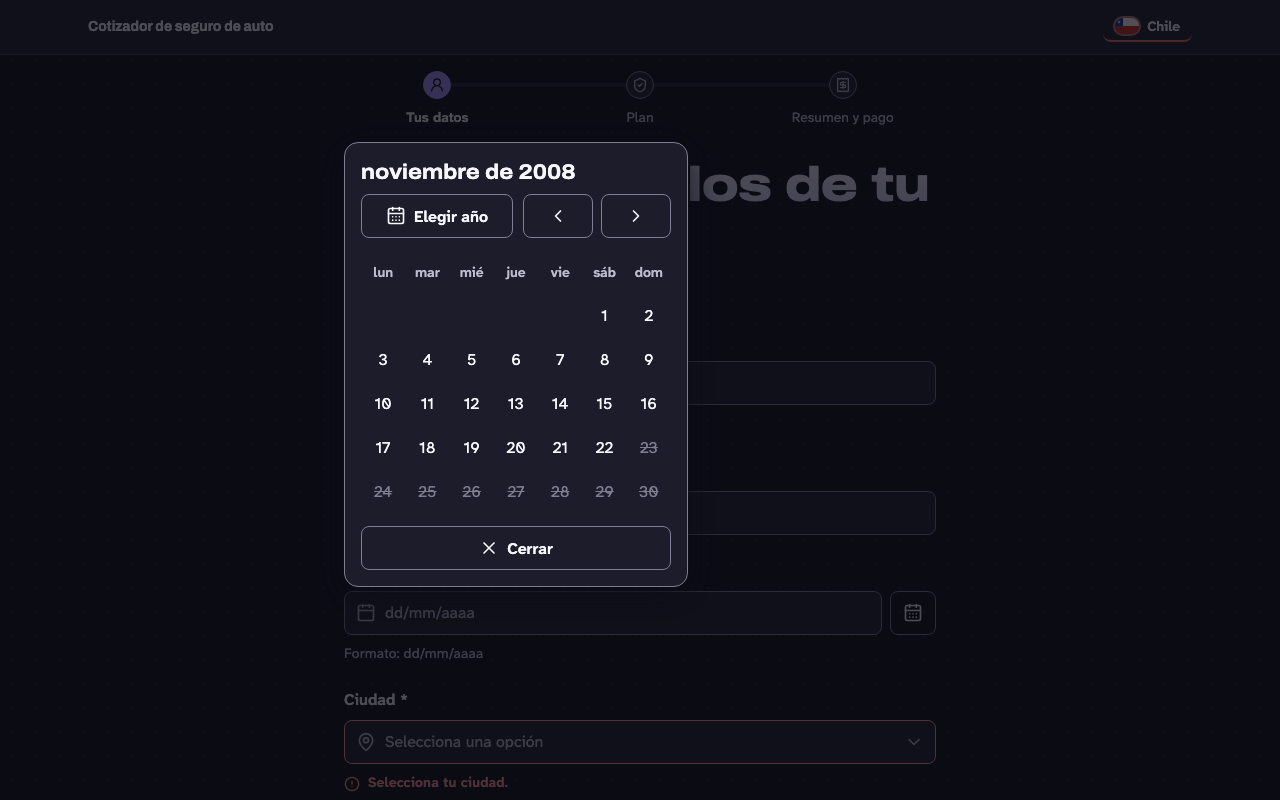 Cotizador de seguro de auto
Chile
Tus datos
Plan
Resumen y pago
los de tu
noviembre de 2008
Elegir año
lun mar mié jue vie sáb dom
1 2
3 4 5 6 7 8 9
10 11 12 13 14 15 16
17 18 19 20 21 22 23
24 25 26 27 28 29 30
Cerrar
dd/mm/aaaa
Formato: dd/mm/aaaa
Ciudad *
Selecciona una opción
Selecciona tu ciudad.